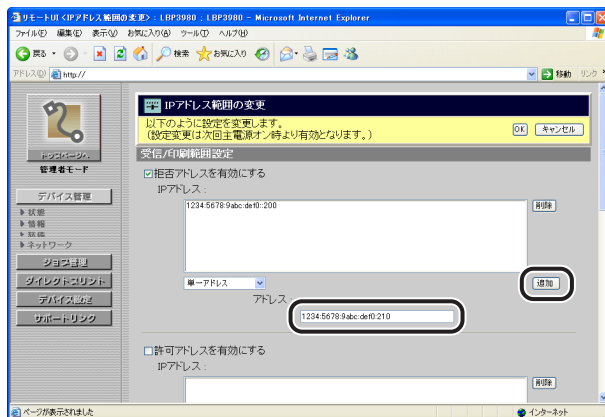 リモートUI <IPアドレス範囲の変更> : LBP3980 ; LBP3980 - Microsoft Internet Explorer
ファイル(F) 編集(E) 表示(V) お気に入り(A) ツール(T) ヘルプ(H)
戻る 検索 お気に入り
アドレス(D) http:// 移動 リンク
IPアドレス範囲の変更
以下のように設定を変更します。
(設定変更は次回主電源オン時より有効となります。)
OK キャンセル
トップページへ
管理者モード
デバイス管理
状態
情報
装備
ネットワーク
ジョブ管理
ダイレクトプリント
デバイス設定
サポートリンク
受信/印刷範囲設定
拒否アドレスを有効にする
IPアドレス :
1234:5678:9abc:def0::200
削除
単一アドレス
追加
アドレス :
1234:5678:9abc:def0:210
許可アドレスを有効にする
IPアドレス :
削除
ページが表示されました インターネット